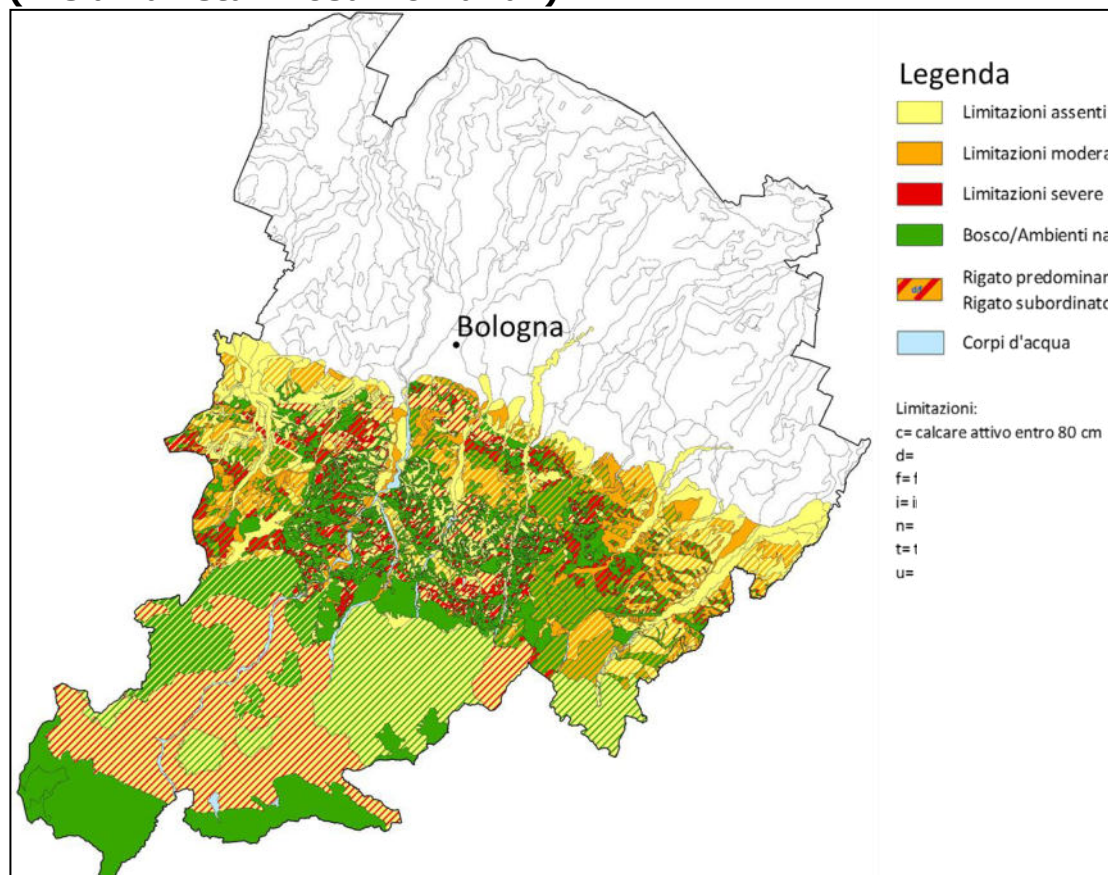 Bologna
Legenda
Limitazioni assenti
Limitazioni modera
Limitazioni severe
Bosco/Ambienti na
Rigato predominan
Rigato subordinato
Corpi d'acqua
Limitazioni:
c= calcare attivo entro 80 cm
d=
f= f
i= i
n=
t= t
u=